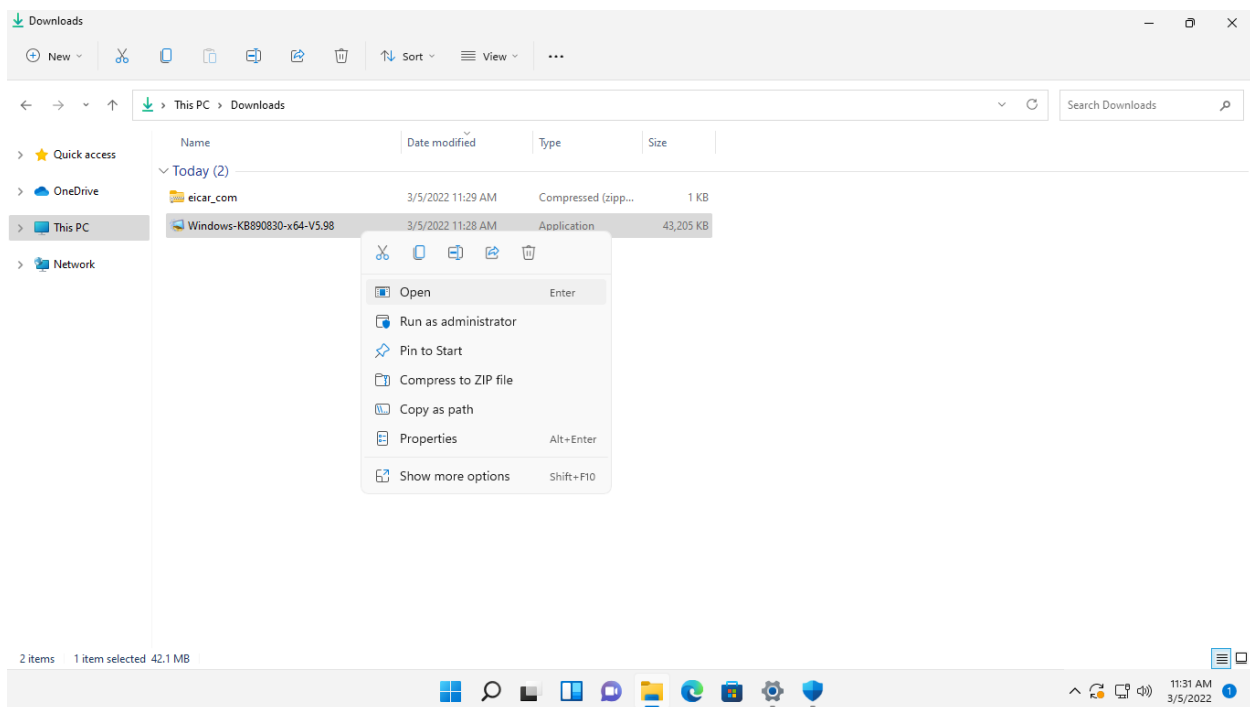 Downloads
New
Sort
View
This PC > Downloads
Search Downloads
Name Date modified Type Size
Quick access
Today (2)
OneDrive
eicar_com 3/5/2022 11:29 AM Compressed (zipp... 1 KB
This PC
Windows-KB890830-x64-V5.98 3/5/2022 11:28 AM Application 43,205 KB
Network
Open Enter
Run as administrator
Pin to Start
Compress to ZIP file
Copy as path
Properties Alt+Enter
Show more options Shift+F10
2 items 1 item selected 42.1 MB
11:31 AM
3/5/2022
1